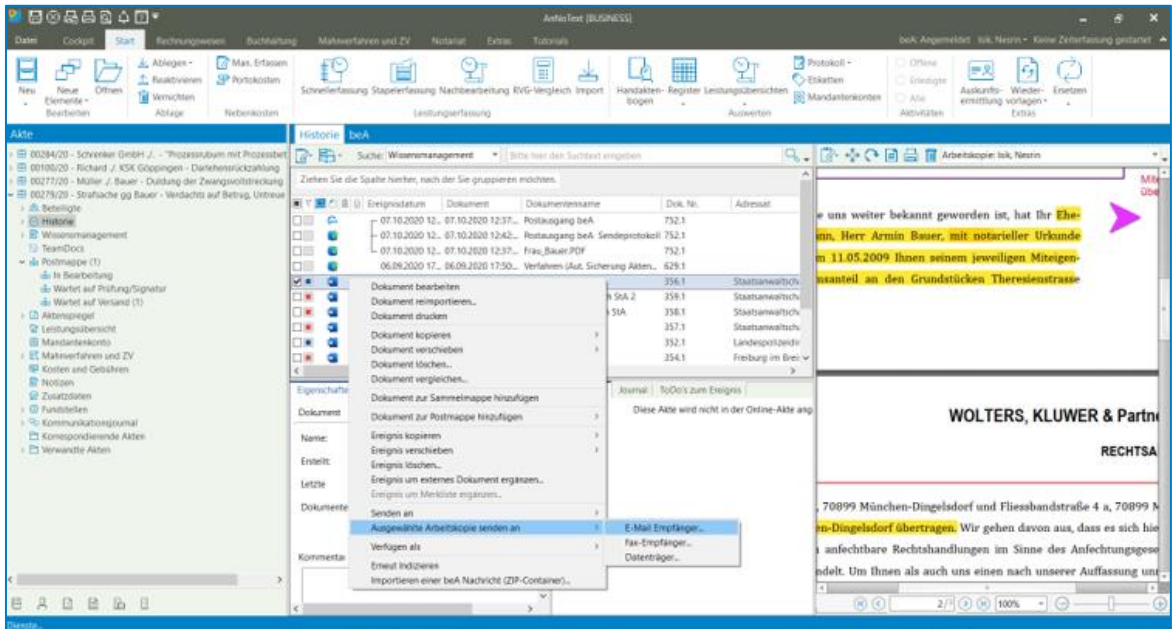 AnNoText (BUSINESS)
Datei Cockpit Start Rechnungswesen Buchhaltung Mahnverfahren und ZV Notariat Extras Tutorials beA: Angemeldet Isik, Nesrin Keine Zeiterfassung gestartet
Neu Neue Elemente Öffnen
Ablegen
Reaktivieren
Vernichten
Man. Erfassen
Portokosten
Schnellerfassung Stapelerfassung Nachbearbeitung RVG-Vergleich Import
Handakten-bogen Register Leistungsübersichten
Protokoll
Etiketten
Mandantenkonten
Offene
Erledigte
Alle
Auskunfts-ermittlung Wieder-vorlagen Ersetzen
Bearbeiten Ablage Nebenkosten Leistungserfassung Auswerten Aktivitäten Extras
Akte
00284/20 - Schrenker GmbH ./. - "Prozessrubum mit Prozessbet
00100/20 - Richard ./. KSK Göppingen - Darlehensrückzahlung
00277/20 - Müller ./. Bauer - Duldung der Zwangsvollstreckung
00279/20 - Strafsache gg Bauer - Verdachts auf Betrug, Untreue
Beteiligte
Historie
Wissensmanagement
TeamDocs
Postmappe (1)
In Bearbeitung
Wartet auf Prüfung/Signatur
Wartet auf Versand (1)
Aktenspiegel
Leistungsübersicht
Mandantenkonto
Mahnverfahren und ZV
Kosten und Gebühren
Notizen
Zusatzdaten
Fundstellen
Kommunikationsjournal
Korrespondierende Akten
Verwandte Akten
Historie beA
Suche: Wissensmanagement Bitte hier den Suchtext eingeben
Ziehen Sie die Spalte hierher, nach der Sie gruppieren möchten.
Ereignisdatum Dokument Dokumentenname Dok. Nr. Adressat
07.10.2020 12... 07.10.2020 12:37... Postausgang beA 752.1
07.10.2020 12... 07.10.2020 12:42... Postausgang beA Sendeprotokoll 752.1
07.10.2020 12... 07.10.2020 12:37... Frau_Bauer.PDF 752.1
06.09.2020 17... 06.09.2020 17:50... Verfahren (Aut. Sicherung Akten... 629.1
356.1 Staatsanwaltsch
h StA 2 359.1 Staatsanwaltsch
StA 358.1 Staatsanwaltsch
357.1 Staatsanwaltsch
352.1 Landespolizeidir
354.1 Freiburg im Brei
Dokument bearbeiten
Dokument reimportieren...
Dokument drucken
Dokument kopieren
Dokument verschieben
Dokument löschen...
Dokument vergleichen...
Dokument zur Sammelmappe hinzufügen
Dokument zur Postmappe hinzufügen
Ereignis kopieren
Ereignis verschieben
Ereignis löschen...
Ereignis um externes Dokument ergänzen...
Ereignis um Merkliste ergänzen...
Senden an
Ausgewählte Arbeitskopie senden an
Verfügen als
Erneut Indizieren
Importieren einer beA Nachricht (ZIP-Container)...
E-Mail Empfänger...
Fax-Empfänger...
Datenträger...
Eigenschafte
Journal ToDo's zum Ereignis
Dokument
Diese Akte wird nicht in der Online-Akte ang
Name:
Erstellt:
Letzte
Dokumente
Kommentar
Arbeitskopie: Isik, Nesrin
e uns weiter bekannt geworden ist, hat Ihr Ehe-
nn, Herr Armin Bauer, mit notarieller Urkunde
m 11.05.2009 Ihnen seinem jeweiligen Miteigen-
msanteil an den Grundstücken Theresienstrasse
WOLTERS, KLUWER & Partne
RECHTSA
, 70899 München-Dingelsdorf und Fliessbandstraße 4 a, 70899 M
en-Dingelsdorf übertragen. Wir gehen davon aus, dass es sich hie
anfechtbare Rechtshandlungen im Sinne des Anfechtungsgese
ndelt. Um Ihnen als auch uns einen nach unserer Auffassung unn
100%
Dienste...